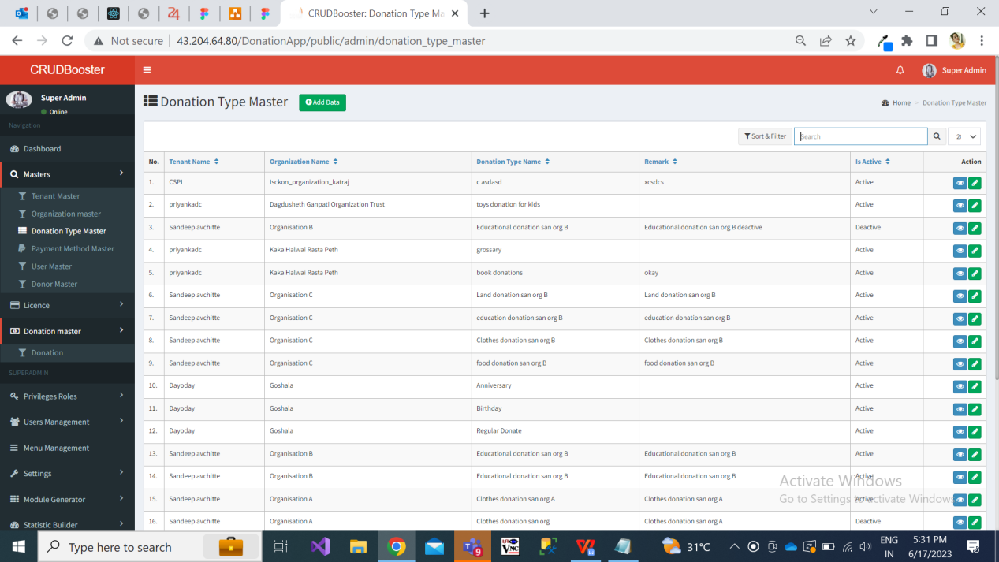 CRUDBooster: Donation Type Ma
Not secure
43.204.64.80/DonationApp/public/admin/donation_type_master
CRUDBooster
Super Admin
Super Admin
Online
Donation Type Master
Add Data
Home > Donation Type Master
Navigation
Dashboard
Masters
Tenant Master
Organization master
Donation Type Master
Payment Method Master
User Master
Donor Master
Licence
Donation master
Donation
SUPERADMIN
Privileges Roles
Users Management
Menu Management
Settings
Module Generator
Statistic Builder
Sort & Filter
Search
No. Tenant Name Organization Name Donation Type Name Remark Is Active Action
1. CSPL Isckon_organization_katraj c asdasd xcsdcs Active
2. priyankadc Dagdusheth Ganpati Organization Trust toys donation for kids Active
3. Sandeep avchitte Organisation B Educational donation san org B Educational donation san org B deactive Deactive
4. priyankadc Kaka Halwai Rasta Peth grossary Active
5. priyankadc Kaka Halwai Rasta Peth book donations okay Active
6. Sandeep avchitte Organisation C Land donation san org B Land donation san org B Active
7. Sandeep avchitte Organisation C education donation san org B education donation san org B Active
8. Sandeep avchitte Organisation C Clothes donation san org B Clothes donation san org B Active
9. Sandeep avchitte Organisation C food donation san org B food donation san org B Active
10. Dayoday Goshala Anniversary Active
11. Dayoday Goshala Birthday Active
12. Dayoday Goshala Regular Donate Active
13. Sandeep avchitte Organisation B Educational donation san org B Educational donation san org B Active
14. Sandeep avchitte Organisation B Educational donation san org B Educational donation san org B Active
15. Sandeep avchitte Organisation A Clothes donation san org A Clothes donation san org A Active
16. Sandeep avchitte Organisation A Clothes donation san org Clothes donation san org A Deactive
Activate Windows
Go to Settings to activate Windows
Type here to search
24
9
31°C
ENG
IN
5:31 PM
6/17/2023